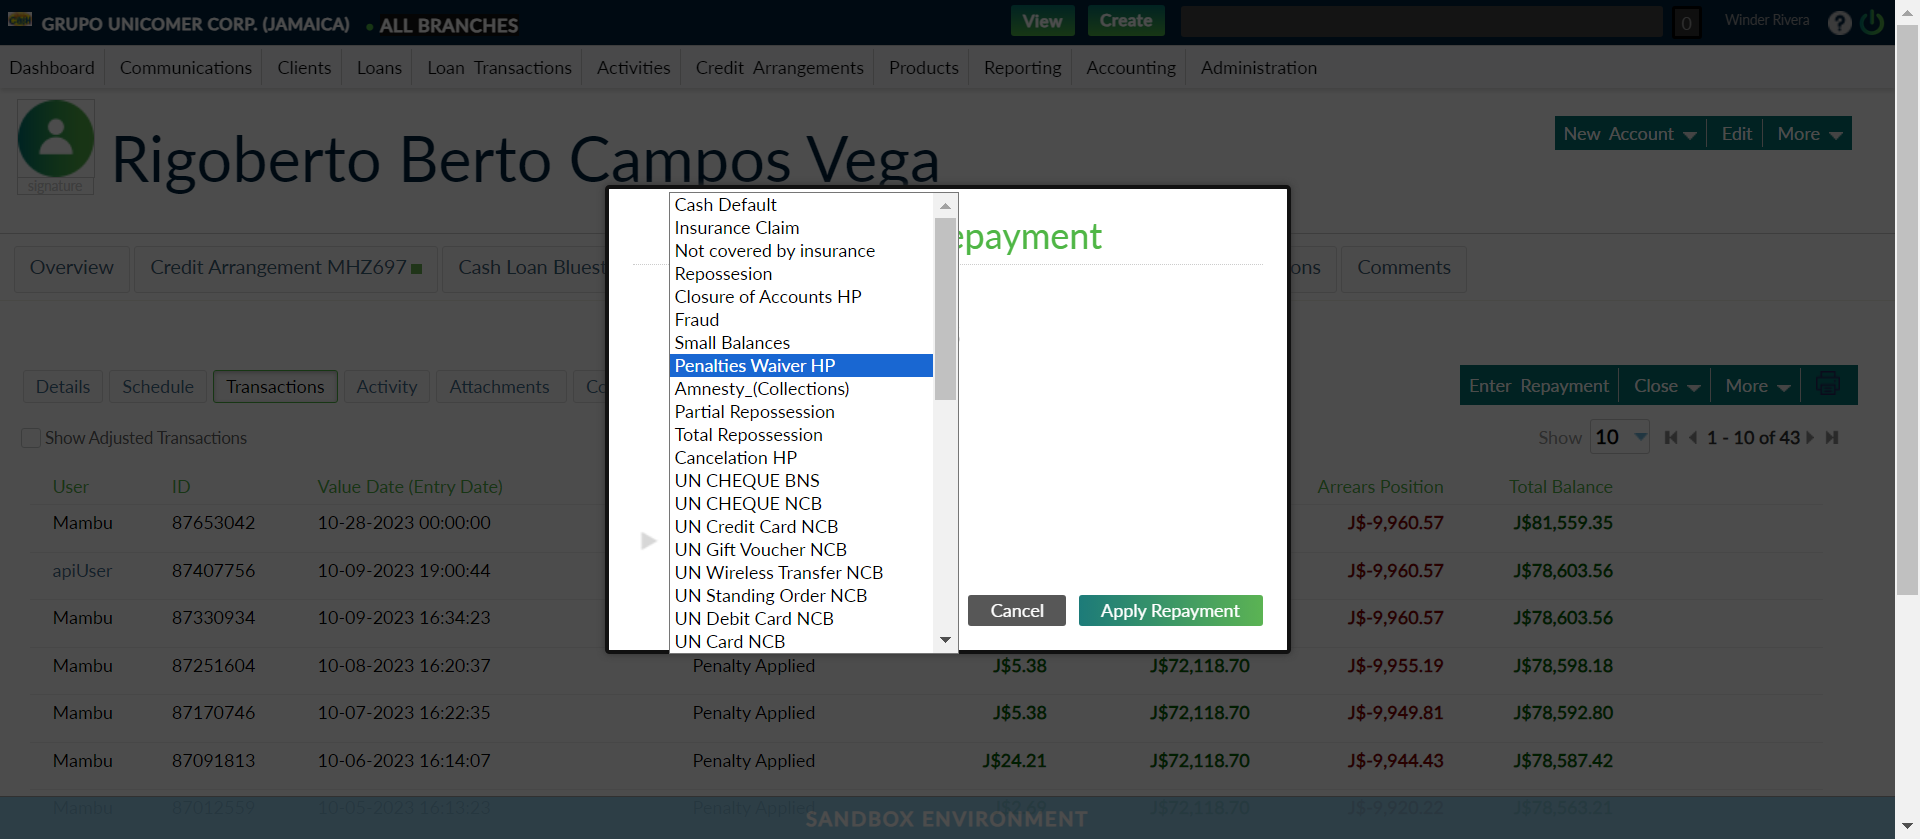 GRUPO UNICOMER CORP. (JAMAICA) ALL BRANCHES View Create 0 Winder Rivera ?
Dashboard Communications Clients Loans Loan Transactions Activities Credit Arrangements Products Reporting Accounting Administration
signature
Rigoberto Berto Campos Vega
New Account Edit More
Overview Credit Arrangement MHZ697 Cash Loan Bluest ons Comments
epayment
Cash Default
Insurance Claim
Not covered by insurance
Repossesion
Closure of Accounts HP
Fraud
Small Balances
Penalties Waiver HP
Amnesty_(Collections)
Partial Repossession
Total Repossession
Cancelation HP
UN CHEQUE BNS
UN CHEQUE NCB
UN Credit Card NCB
UN Gift Voucher NCB
UN Wireless Transfer NCB
UN Standing Order NCB
UN Debit Card NCB
UN Card NCB
Cancel Apply Repayment
Details Schedule Transactions Activity Attachments Co
Enter Repayment Close More
Show Adjusted Transactions
Show 10 1 - 10 of 43
User ID Value Date (Entry Date) Arrears Position Total Balance
Mambu 87653042 10-28-2023 00:00:00 J$-9,960.57 J$81,559.35
apiUser 87407756 10-09-2023 19:00:44 J$-9,960.57 J$78,603.56
Mambu 87330934 10-09-2023 16:34:23 J$-9,960.57 J$78,603.56
Mambu 87251604 10-08-2023 16:20:37 Penalty Applied J$5.38 J$72,118.70 J$-9,955.19 J$78,598.18
Mambu 87170746 10-07-2023 16:22:35 Penalty Applied J$5.38 J$72,118.70 J$-9,949.81 J$78,592.80
Mambu 87091813 10-06-2023 16:14:07 Penalty Applied J$24.21 J$72,118.70 J$-9,944.43 J$78,587.42
Mambu 87012559 10-05-2023 16:13:23 Penalty Applied J$2.69 J$72,118.70 J$-9,920.22 J$78,563.21
SANDBOX ENVIRONMENT